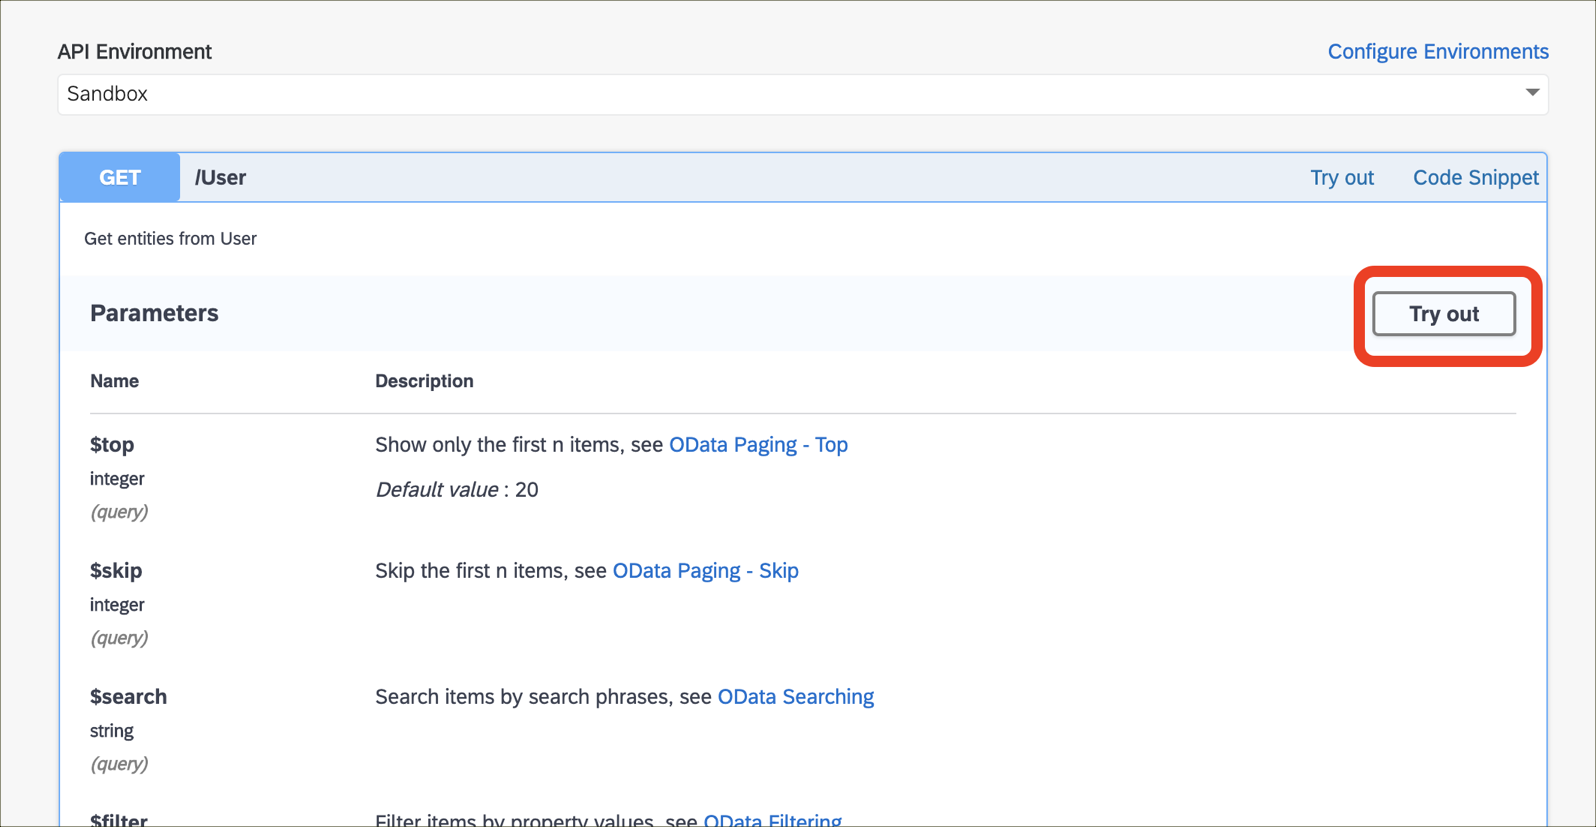 API Environment
Configure Environments
Sandbox
GET
/User
Try out
Code Snippet
Get entities from User
Parameters
Try out
Name
Description
$top
Show only the first n items, see OData Paging - Top
integer
Default value : 20
(query)
$skip
Skip the first n items, see OData Paging - Skip
integer
(query)
$search
Search items by search phrases, see OData Searching
string
(query)
$filter
Filter items by property values, see OData Filtering